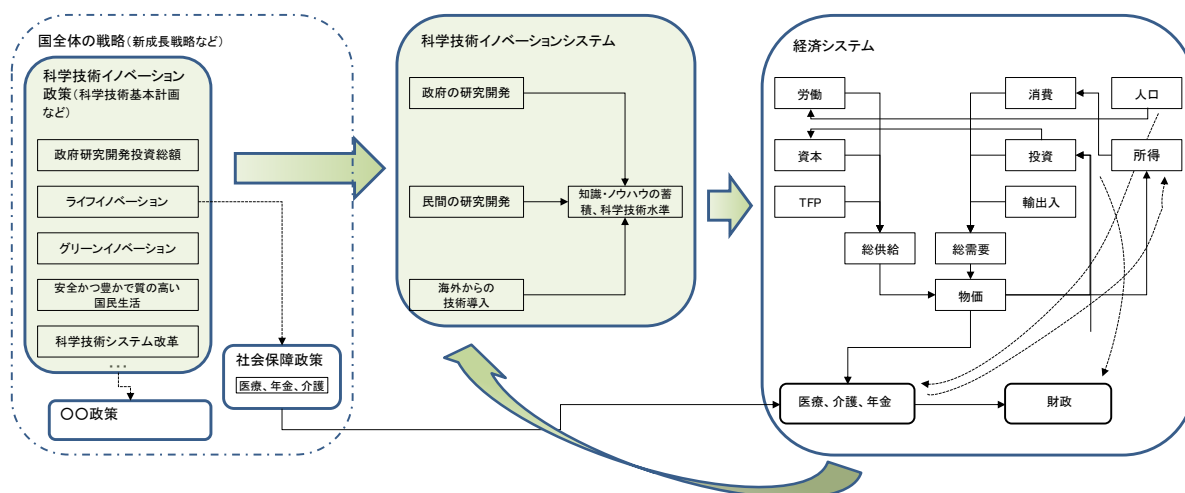 国全体の戦略(新成長戦略など)
科学技術イノベーション
政策(科学技術基本計画
など)
政府研究開発投資総額
ライフイノベーション
グリーンイノベーション
安全かつ豊かで質の高い
国民生活
科学技術システム改革
・・・
〇〇政策
社会保障政策
医療、年金、介護
科学技術イノベーションシステム
政府の研究開発
民間の研究開発
知識・ノウハウの蓄
積、科学技術水準
海外からの
技術導入
経済システム
労働
消費
人口
資本
投資
所得
TFP
輸出入
総供給
総需要
物価
医療、介護、年金
財政